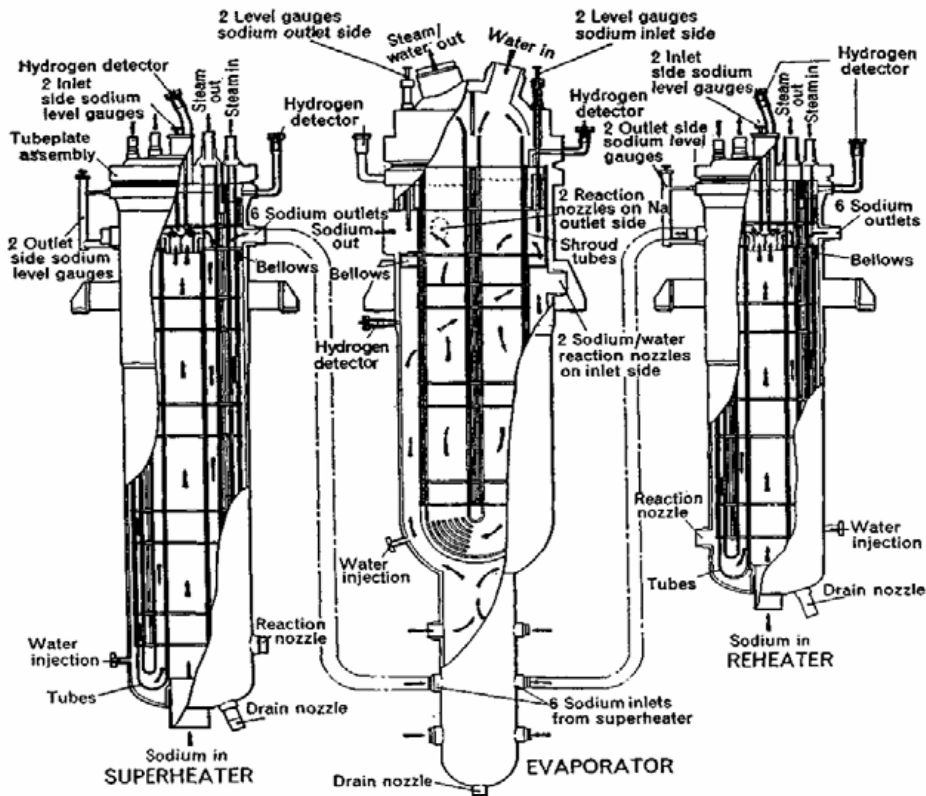 2 Level gauges
sodium outlet side
Steam/
water out
Water in
2 Level gauges
sodium inlet side
Hydrogen detector
2 Inlet
side sodium
level gauges
Steam
out
Steam in
Hydrogen
detector
Tubeplate
assembly
2 Outlet
side sodium
level gauges
6 Sodium outlets
Bellows
Sodium
out
Bellows
Hydrogen
detector
2 Reaction
nozzles on Na
outlet side
Shroud
tubes
2 Sodium/water
reaction nozzles
on inlet side
Hydrogen
detector
2 Inlet
side sodium
level gauges
Steam
out
Steam in
Hydrogen
detector
2 Outlet side
sodium level
gauges
6 Sodium
outlets
Bellows
Water
injection
Tubes
Reaction
nozzle
Drain nozzle
Sodium in
SUPERHEATER
Water
injection
6 Sodium inlets
from superheater
Drain nozzle
EVAPORATOR
Reaction
nozzle
Tubes
Water
injection
Drain nozzle
Sodium in
REHEATER